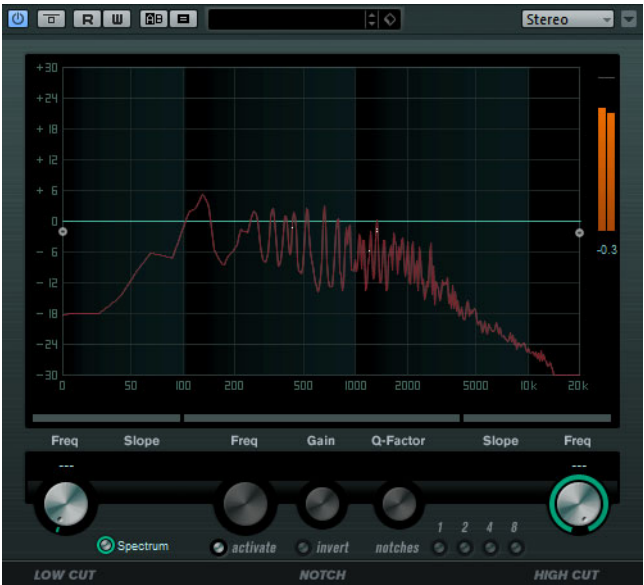 R W AB Stereo
+30
+24
+18
+12
+6
0
-6
-12
-18
-24
-30
-0.3
0 50 100 200 500 1000 2000 5000 10k 20k
Freq Slope Freq Gain Q-Factor Slope Freq
--- ---
1 2 4 8
Spectrum activate invert notches
LOW CUT NOTCH HIGH CUT